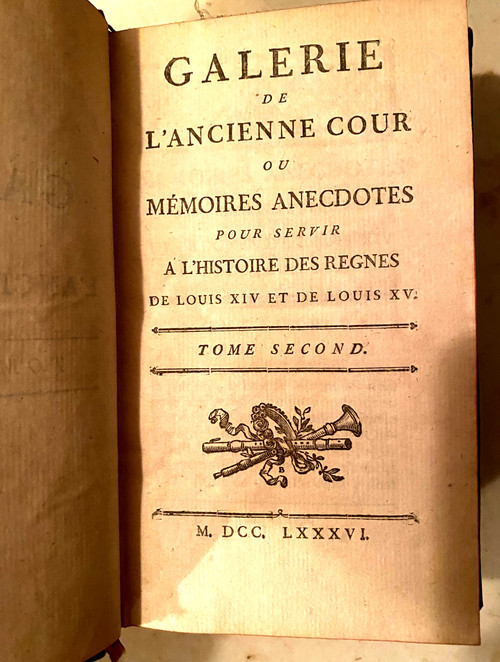 GALERIE
DE
L'ANCIENNE COUR
OU
MÉMOIRES ANECDOTES
POUR SERVIR
A L'HISTOIRE DES REGNES
DE LOUIS XIV ET DE LOUIS XV.
TOME SECOND.
B
M. DCC. LXXXVI.